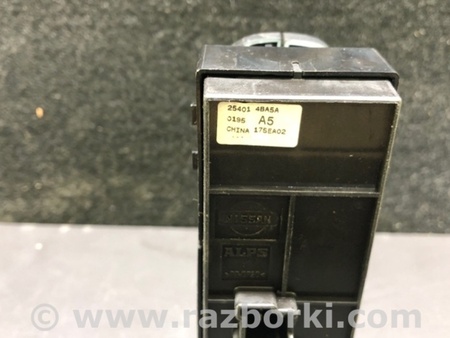 25401 4BA5A
0195 A5
CHINA 175EA02
NISSAN
ALPS
© www.razborki.com